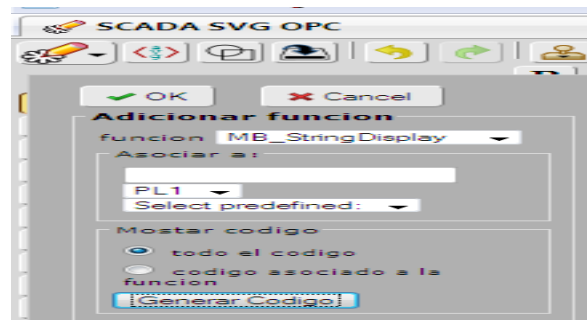 SCADA SVG OPC
OK Cancel
Adicionar funcion
funcion MB_StringDisplay
Asociar a:
PL1
Select predefined:
Mostar codigo
todo el codigo
codigo asociado a la
funcion
[Generar Codigo]